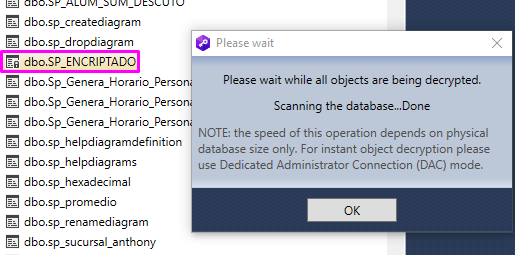 dbo.SP_ALUM_SUM_DESCUTO
dbo.sp_creatediagram
dbo.sp_dropdiagram
dbo.SP_ENCRIPTADO
dbo.Sp_Genera_Horario_Persona
dbo.Sp_Genera_Horario_Persona
dbo.Sp_Genera_Horario_Persona
dbo.sp_helpdiagramdefinition
dbo.sp_helpdiagrams
dbo.sp_hexadecimal
dbo.sp_promedio
dbo.sp_renamediagram
dbo.sp_sucursal_anthony
Please wait
Please wait while all objects are being decrypted.
Scanning the database...Done
NOTE: the speed of this operation depends on physical
database size only. For instant object decryption please
use Dedicated Administrator Connection (DAC) mode.
OK